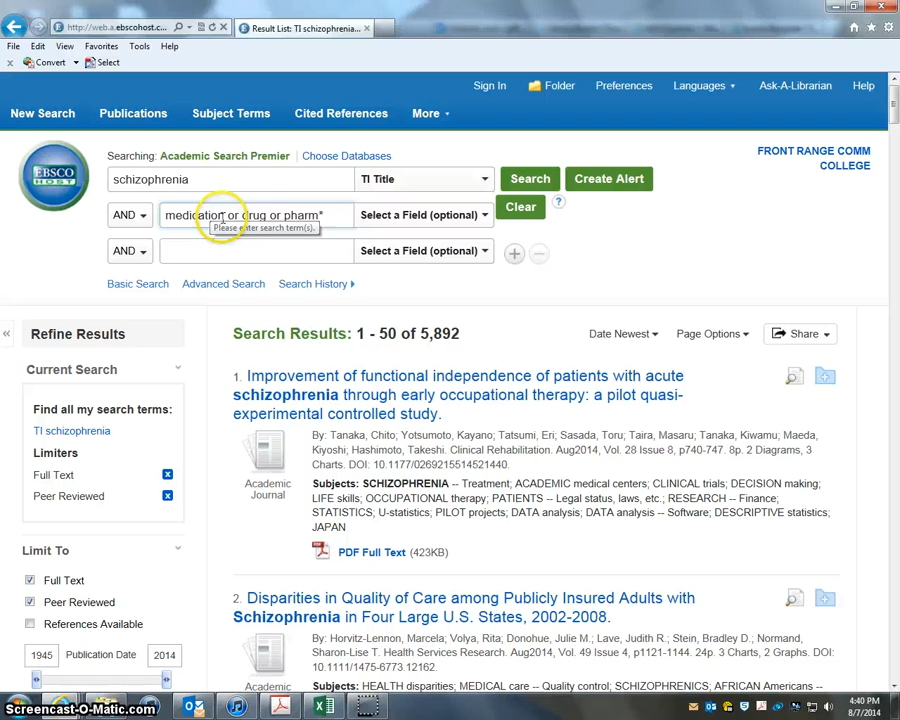 http://web.a.ebscohost.c...
Result List: TI schizophrenia...
File Edit View Favorites Tools Help
x Convert Select
Sign In Folder Preferences Languages Ask-A-Librarian Help
New Search Publications Subject Terms Cited References More
Searching: Academic Search Premier Choose Databases
FRONT RANGE COMM
COLLEGE
EBSCO
HOST
schizophrenia TI Title Search Create Alert
AND medication or drug or pharm* Select a Field (optional) Clear ?
Please enter search term(s).
AND Select a Field (optional)
Basic Search Advanced Search Search History
Refine Results
Current Search
Find all my search terms:
TI schizophrenia
Limiters
Full Text
Peer Reviewed
Limit To
Full Text
Peer Reviewed
References Available
1945 Publication Date 2014
Search Results: 1 - 50 of 5,892
Date Newest Page Options Share
1. Improvement of functional independence of patients with acute
schizophrenia through early occupational therapy: a pilot quasi-
experimental controlled study.
Academic
Journal
By: Tanaka, Chito; Yotsumoto, Kayano; Tatsumi, Eri; Sasada, Toru; Taira, Masaru; Tanaka, Kiwamu; Maeda,
Kiyoshi; Hashimoto, Takeshi. Clinical Rehabilitation. Aug2014, Vol. 28 Issue 8, p740-747. 8p. 2 Diagrams, 3
Charts. DOI: 10.1177/0269215514521440.
Subjects: SCHIZOPHRENIA -- Treatment; ACADEMIC medical centers; CLINICAL trials; DECISION making;
LIFE skills; OCCUPATIONAL therapy; PATIENTS -- Legal status, laws, etc.; RESEARCH -- Finance;
STATISTICS; U-statistics; PILOT projects; DATA analysis; DATA analysis -- Software; DESCRIPTIVE statistics;
JAPAN
PDF Full Text (423KB)
2. Disparities in Quality of Care among Publicly Insured Adults with
Schizophrenia in Four Large U.S. States, 2002-2008.
Academic
By: Horvitz-Lennon, Marcela; Volya, Rita; Donohue, Julie M.; Lave, Judith R.; Stein, Bradley D.; Normand,
Sharon-Lise T. Health Services Research. Aug2014, Vol. 49 Issue 4, p1121-1144. 24p. 3 Charts, 2 Graphs. DOI:
10.1111/1475-6773.12162.
Subjects: HEALTH disparities; MEDICAL care -- Quality control; SCHIZOPHRENICS; AFRICAN Americans --
Screencast-O-Matic.com
4:40 PM
8/7/2014